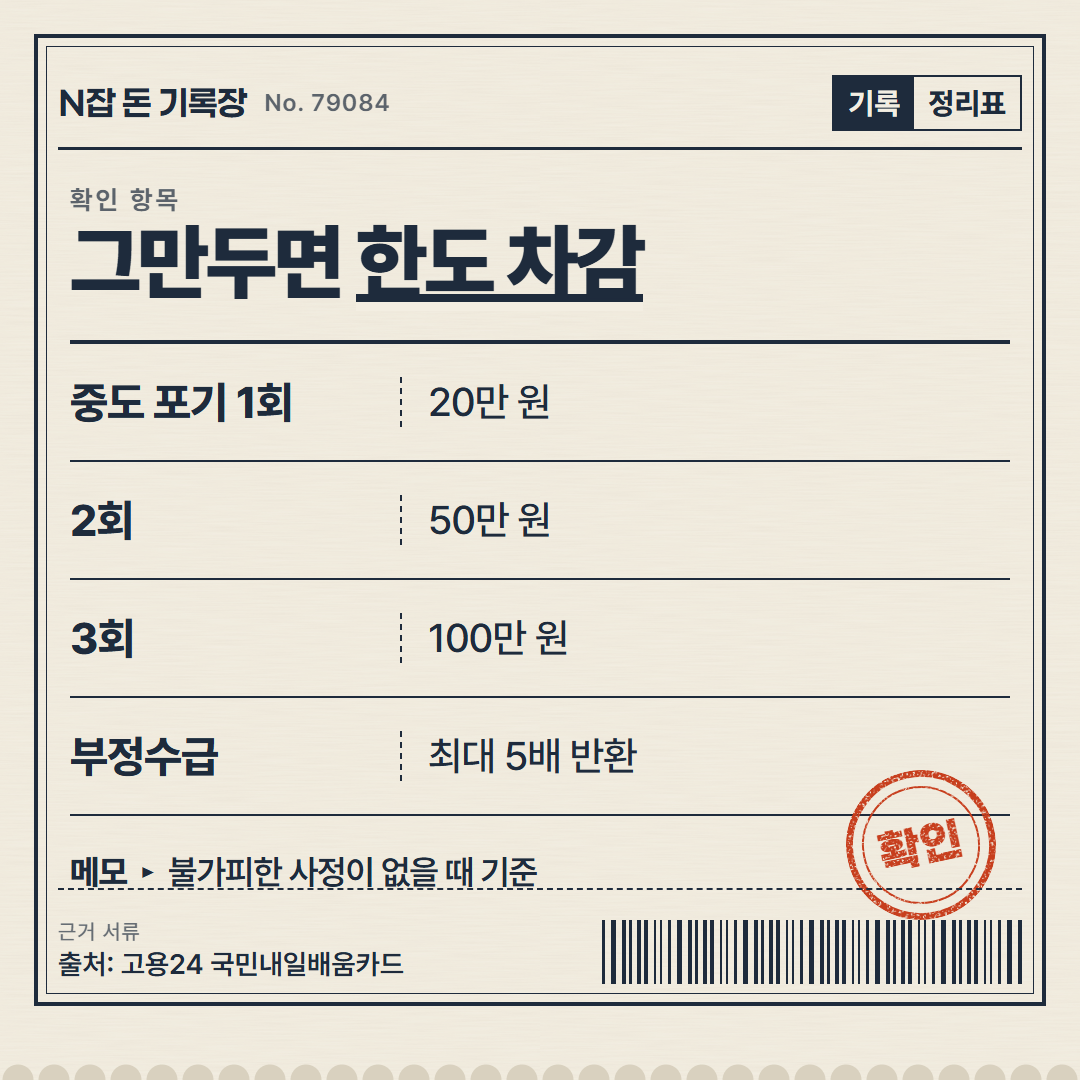 N잡 돈 기록장 No. 79084
기록 정리표
확인 항목
그만두면 한도 차감
중도 포기 1회 20만 원
2회 50만 원
3회 100만 원
부정수급 최대 5배 반환
확인
메모 ▸ 불가피한 사정이 없을 때 기준
근거 서류
출처: 고용24 국민내일배움카드